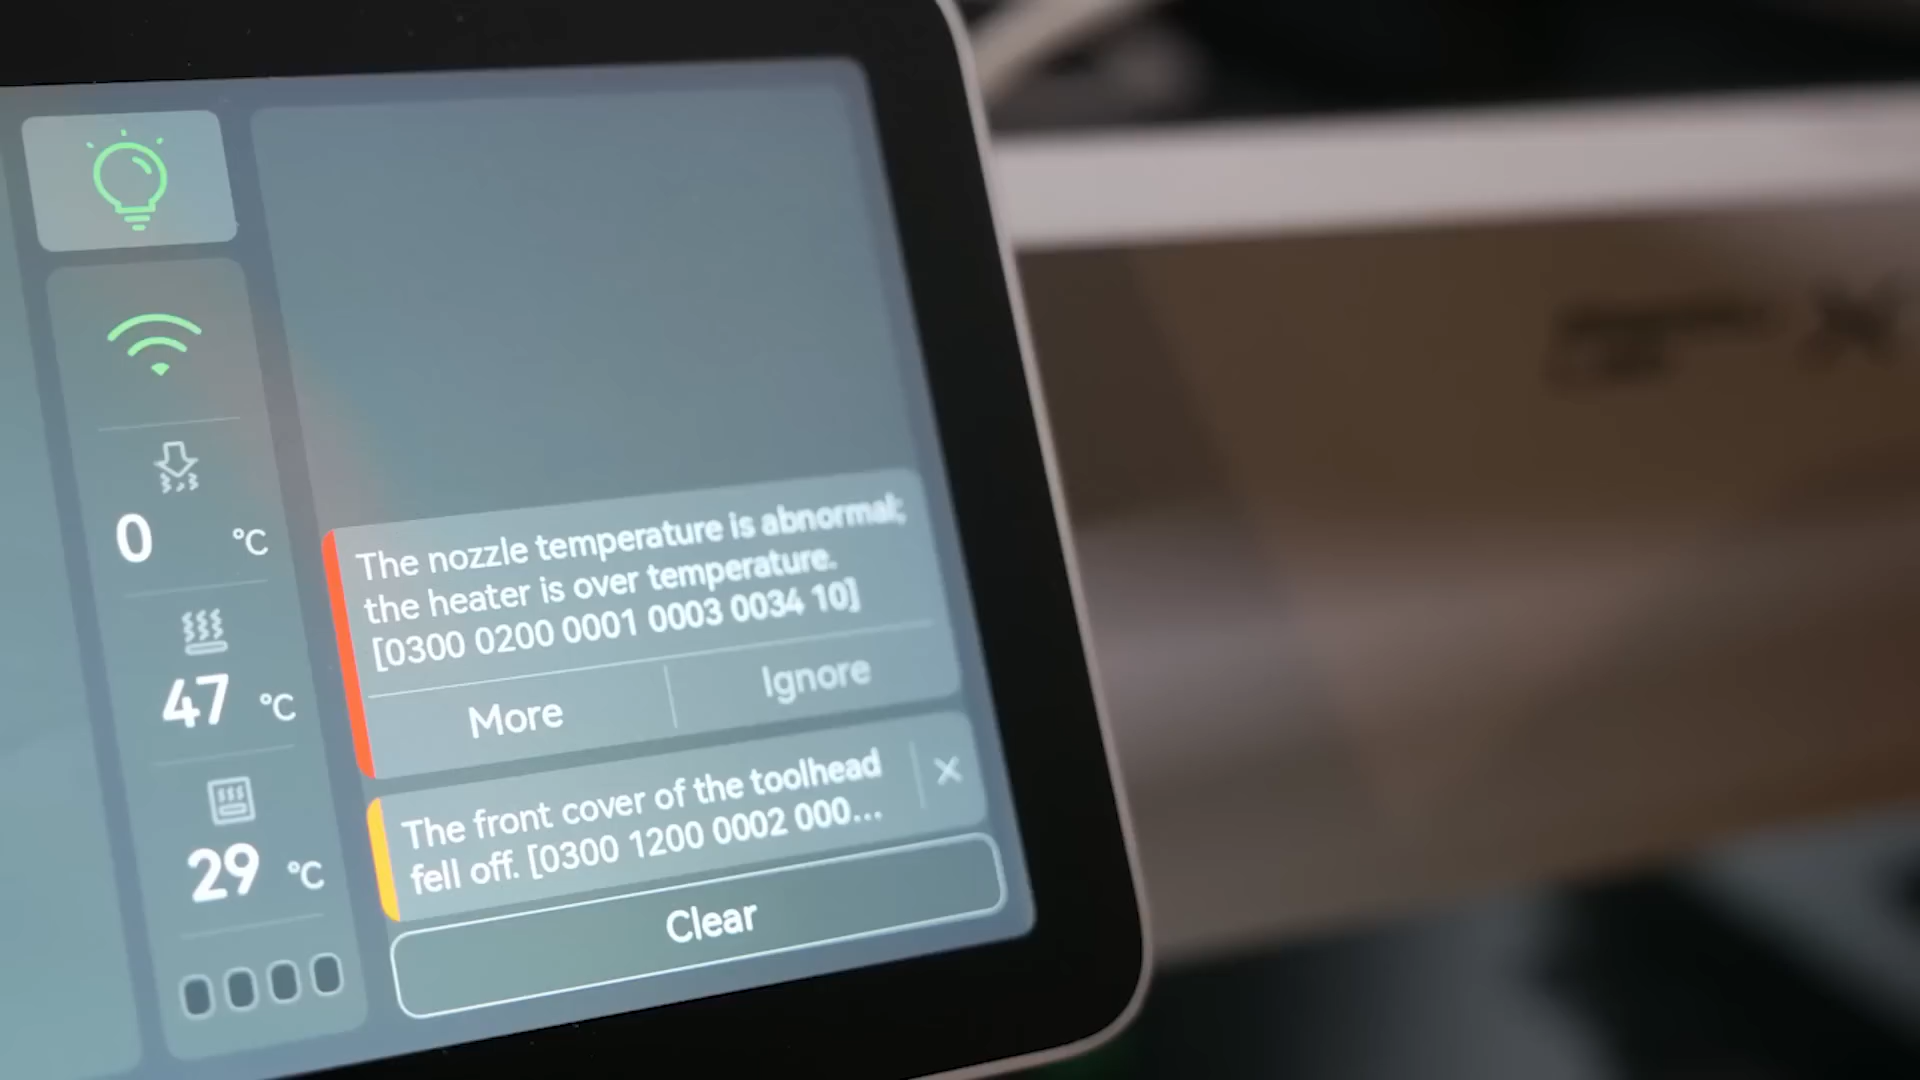 0 °C
47 °C
29 °C
The nozzle temperature is abnormal;
the heater is over temperature.
[0300 0200 0001 0003 0034 10]
More
Ignore
The front cover of the toolhead
fell off. [0300 1200 0002 000...
Clear